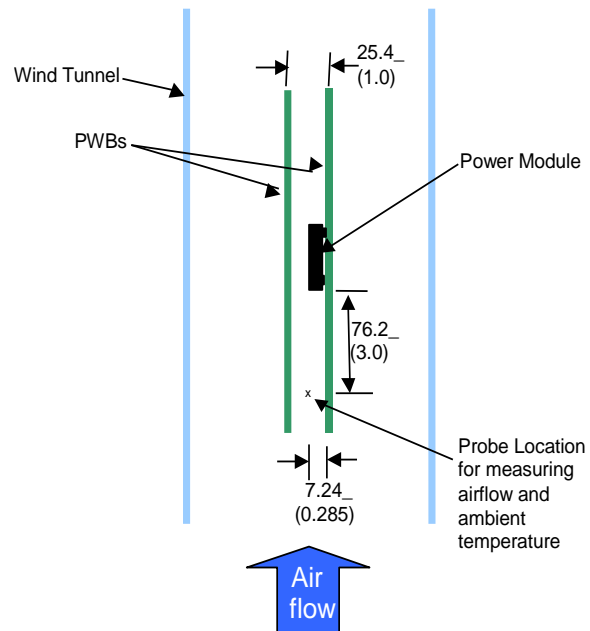 25.4_
(1.0)
Wind Tunnel
PWBs
Power Module
76.2_
(3.0)
x
Probe Location
for measuring
airflow and
ambient
temperature
7.24_
(0.285)
Air
flow